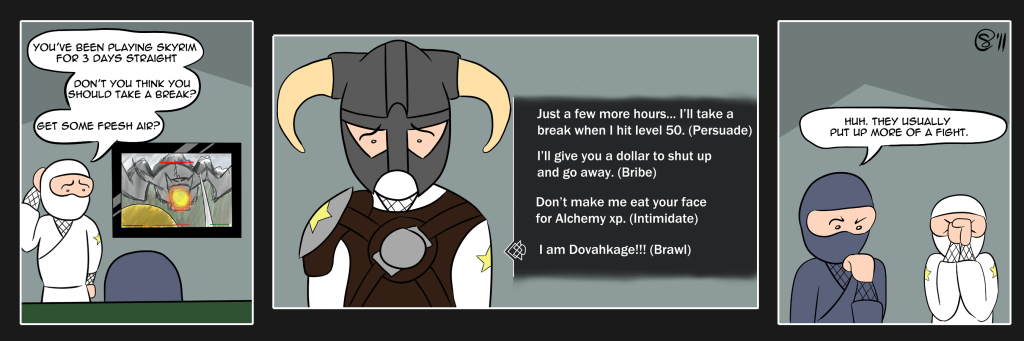 YOU'VE BEEN PLAYING SKYRIM
FOR 3 DAYS STRAIGHT
DON'T YOU THINK YOU
SHOULD TAKE A BREAK?
GET SOME FRESH AIR?
Just a few more hours... I'll take a
break when I hit level 50. (Persuade)
I'll give you a dollar to shut up
and go away. (Bribe)
Don't make me eat your face
for Alchemy xp. (Intimidate)
I am Dovahkage!!! (Brawl)
HUH. THEY USUALLY
PUT UP MORE OF A FIGHT.
S '11